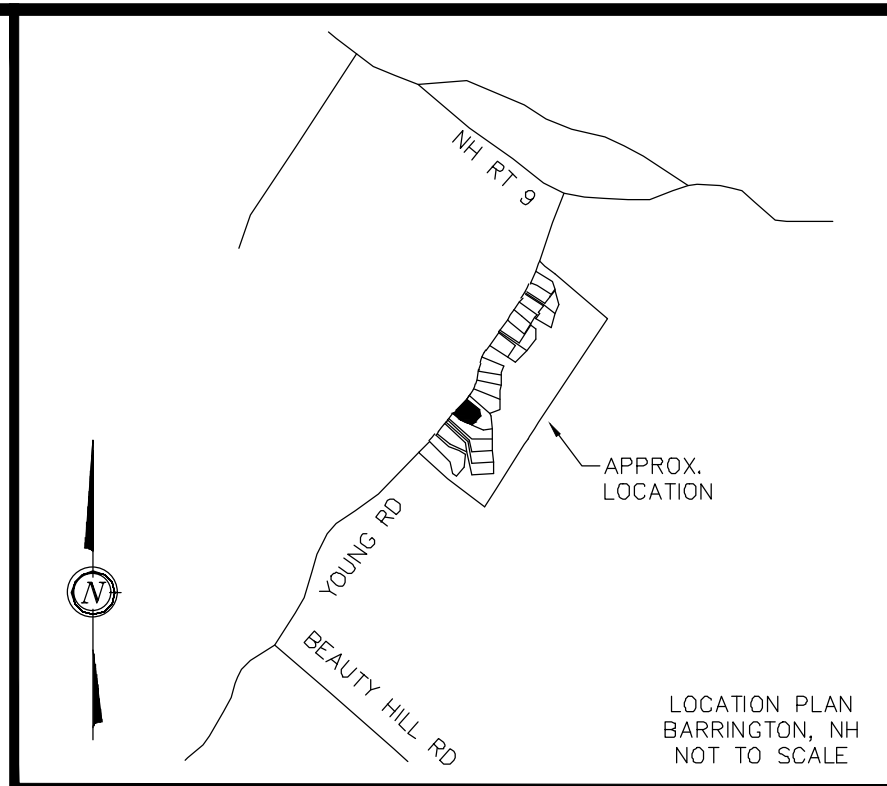 NH RT 9
APPROX.
LOCATION
YOUNG RD
N
BEAUTY HILL RD
LOCATION PLAN
BARRINGTON, NH
NOT TO SCALE